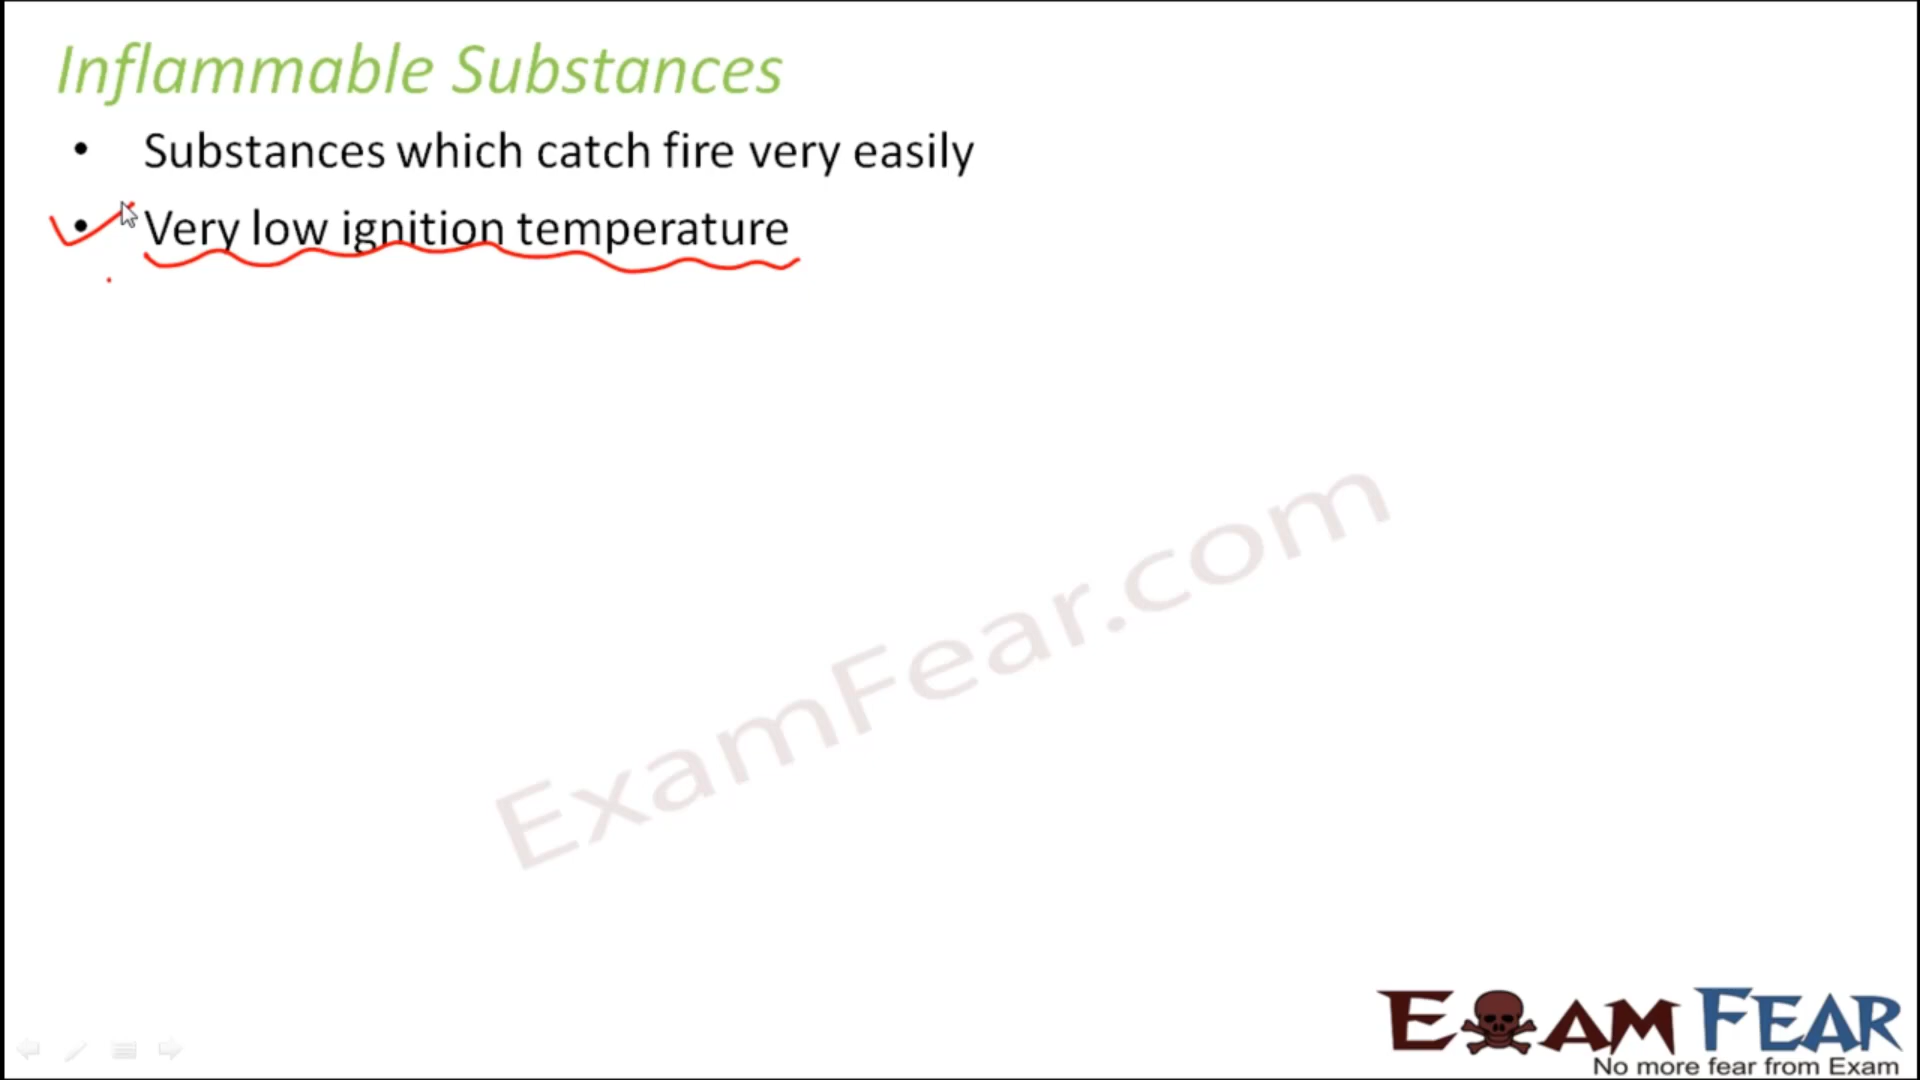 Inflammable Substances
• Substances which catch fire very easily
• Very low ignition temperature
ExamFear.com
EXAM FEAR
No more fear from Exam